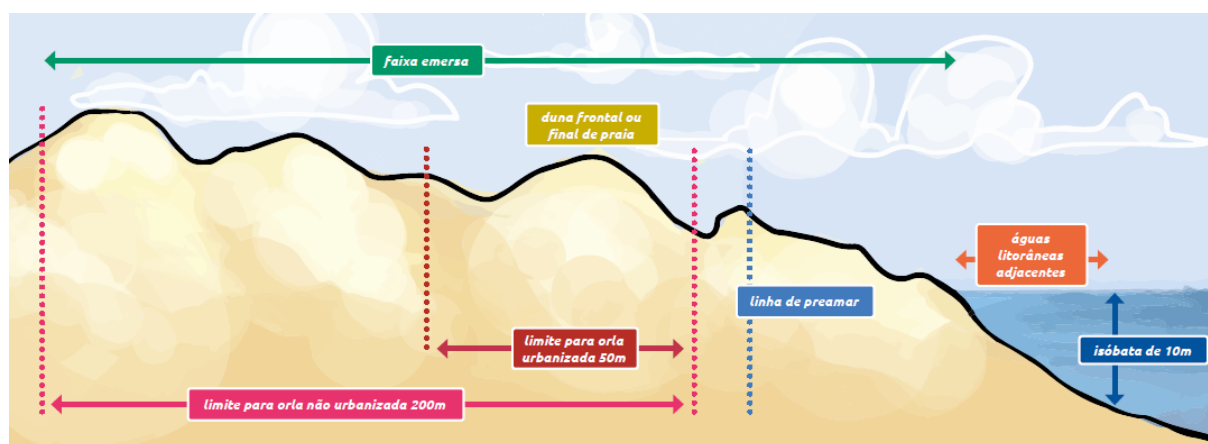 faixa emersa
duna frontal ou
final de praia
águas
litorâneas
adjacentes
linha de preamar
limite para orla
urbanizada 50m
isóbata de 10m
limite para orla não urbanizada 200m